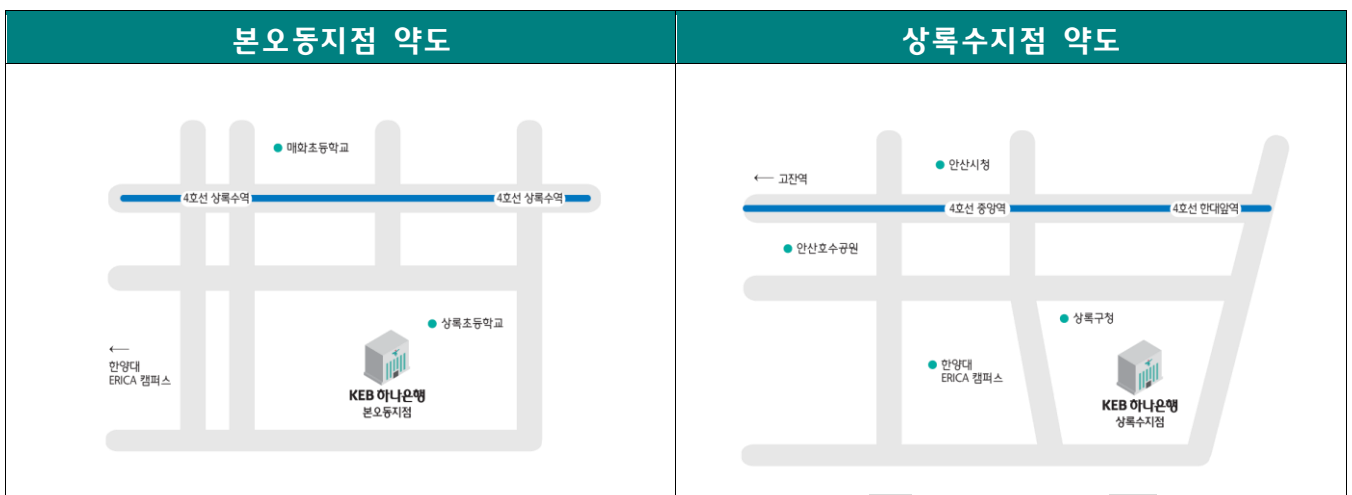 본오동지점 약도
상록수지점 약도
매화초등학교
4호선 상록수역
4호선 상록수역
상록초등학교
←
한양대
ERICA 캠퍼스
KEB 하나은행
본오동지점
안산시청
← 고잔역
4호선 중앙역
4호선 한대앞역
안산호수공원
상록구청
한양대
ERICA 캠퍼스
KEB 하나은행
상록수지점